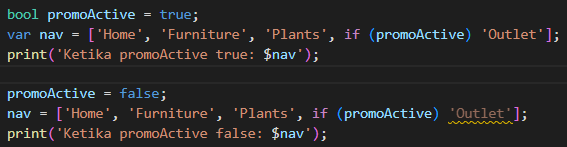 bool promoActive = true;
var nav = ['Home', 'Furniture', 'Plants', if (promoActive) 'Outlet'];
print('Ketika promoActive true: $nav');
promoActive = false;
nav = ['Home', 'Furniture', 'Plants', if (promoActive) 'Outlet'];
print('Ketika promoActive false: $nav');